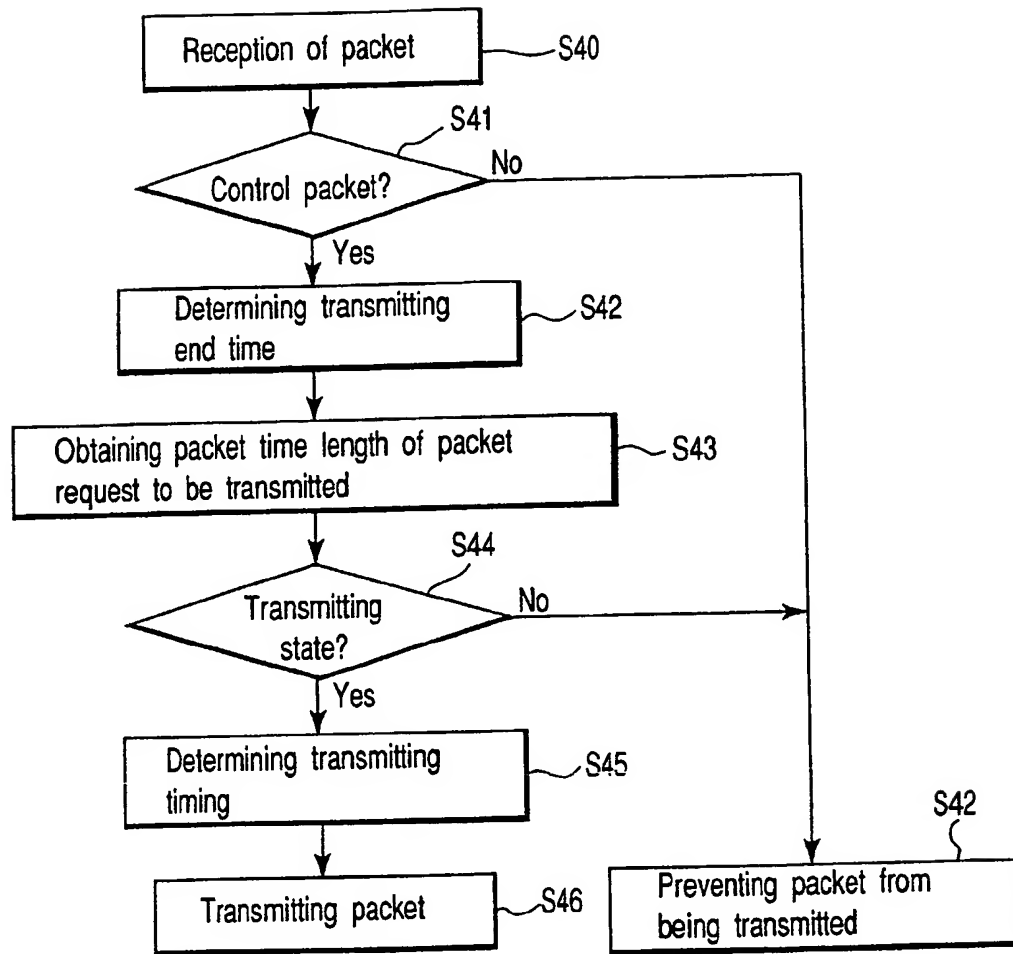 Reception of packet
S40
S41
Control packet?
No
Yes
Determining transmitting
end time
S42
Obtaining packet time length of packet
request to be transmitted
S43
S44
Transmitting
state?
No
Yes
Determining transmitting
timing
S45
Transmitting packet
S46
S42
Preventing packet from
being transmitted